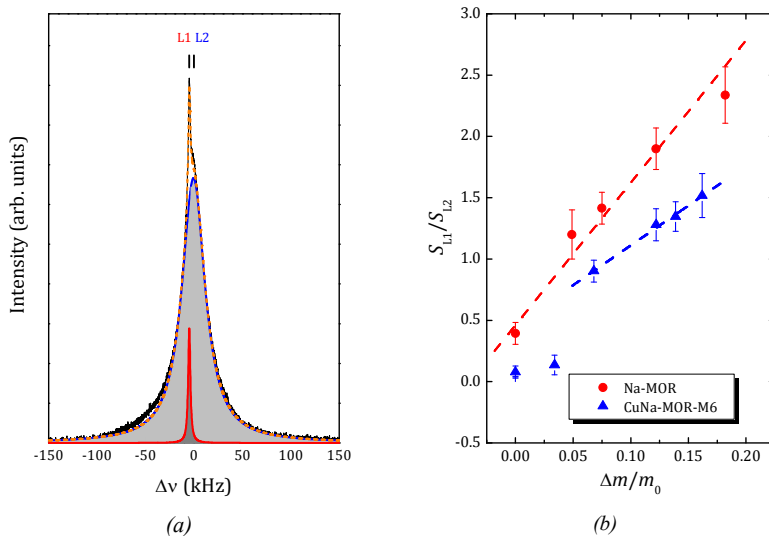 L1 L2
Intensity (arb. units)
-150 -100 -50 0 50 100 150
Δν (kHz)
(a)
S_L1/S_L2
3.0
2.5
2.0
1.5
1.0
0.5
0.0
-0.5
Na-MOR
CuNa-MOR-M6
0.00 0.05 0.10 0.15 0.20
Δm/m_0
(b)